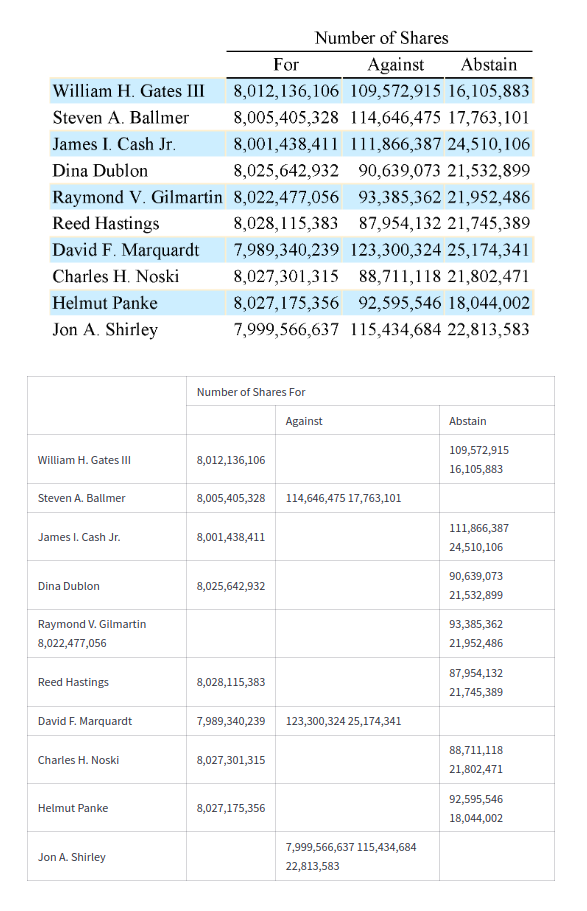 Number of Shares
For Against Abstain
William H. Gates III 8,012,136,106 109,572,915 16,105,883
Steven A. Ballmer 8,005,405,328 114,646,475 17,763,101
James I. Cash Jr. 8,001,438,411 111,866,387 24,510,106
Dina Dublon 8,025,642,932 90,639,073 21,532,899
Raymond V. Gilmartin 8,022,477,056 93,385,362 21,952,486
Reed Hastings 8,028,115,383 87,954,132 21,745,389
David F. Marquardt 7,989,340,239 123,300,324 25,174,341
Charles H. Noski 8,027,301,315 88,711,118 21,802,471
Helmut Panke 8,027,175,356 92,595,546 18,044,002
Jon A. Shirley 7,999,566,637 115,434,684 22,813,583
Number of Shares For
Against Abstain
William H. Gates III 8,012,136,106 109,572,915
16,105,883
Steven A. Ballmer 8,005,405,328 114,646,475 17,763,101
James I. Cash Jr. 8,001,438,411 111,866,387
24,510,106
Dina Dublon 8,025,642,932 90,639,073
21,532,899
Raymond V. Gilmartin 93,385,362
8,022,477,056 21,952,486
Reed Hastings 8,028,115,383 87,954,132
21,745,389
David F. Marquardt 7,989,340,239 123,300,324 25,174,341
Charles H. Noski 8,027,301,315 88,711,118
21,802,471
Helmut Panke 8,027,175,356 92,595,546
18,044,002
Jon A. Shirley 7,999,566,637 115,434,684
22,813,583